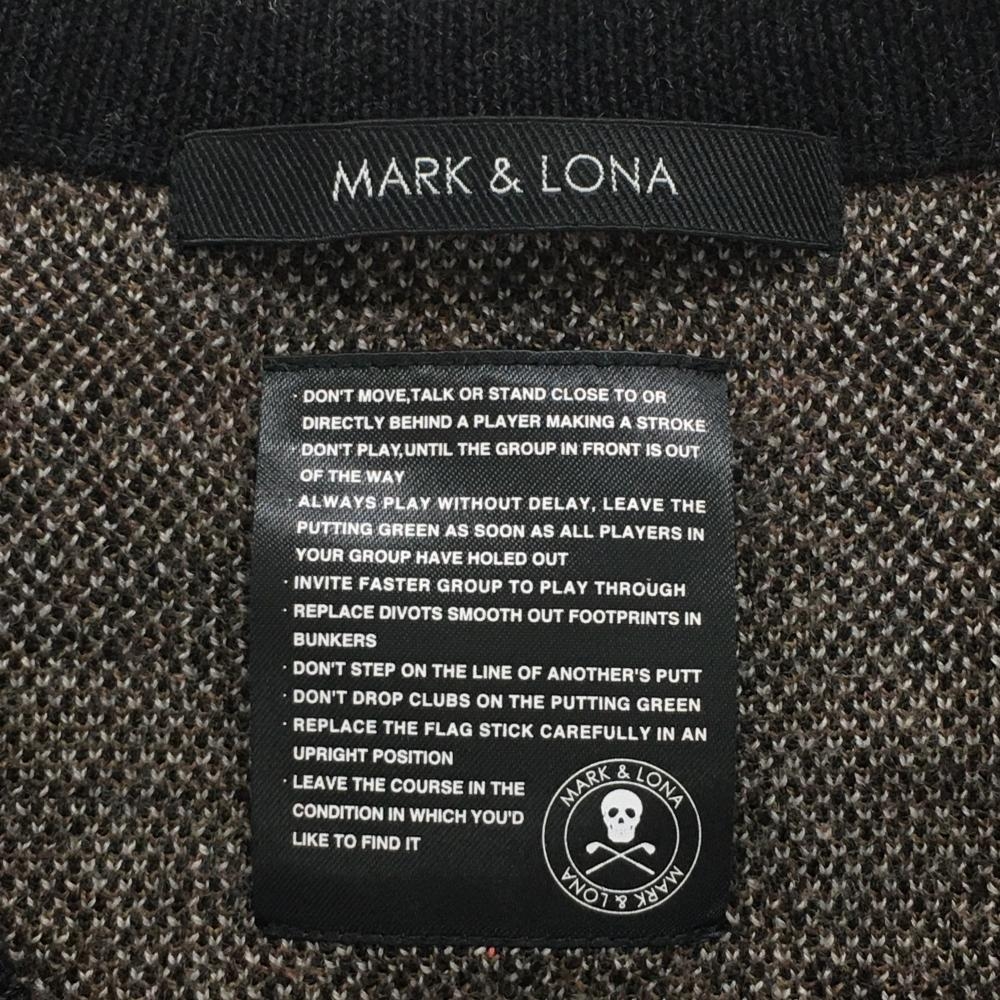 MARK & LONA
· DON'T MOVE,TALK OR STAND CLOSE TO OR
DIRECTLY BEHIND A PLAYER MAKING A STROKE
· DON'T PLAY,UNTIL THE GROUP IN FRONT IS OUT
OF THE WAY
· ALWAYS PLAY WITHOUT DELAY, LEAVE THE
PUTTING GREEN AS SOON AS ALL PLAYERS IN
YOUR GROUP HAVE HOLED OUT
· INVITE FASTER GROUP TO PLAY THROUGH
· REPLACE DIVOTS SMOOTH OUT FOOTPRINTS IN
BUNKERS
· DON'T STEP ON THE LINE OF ANOTHER'S PUTT
· DON'T DROP CLUBS ON THE PUTTING GREEN
· REPLACE THE FLAG STICK CAREFULLY IN AN
UPRIGHT POSITION
· LEAVE THE COURSE IN THE
CONDITION IN WHICH YOU'D
LIKE TO FIND IT
MARK & LONA
MARK & LONA